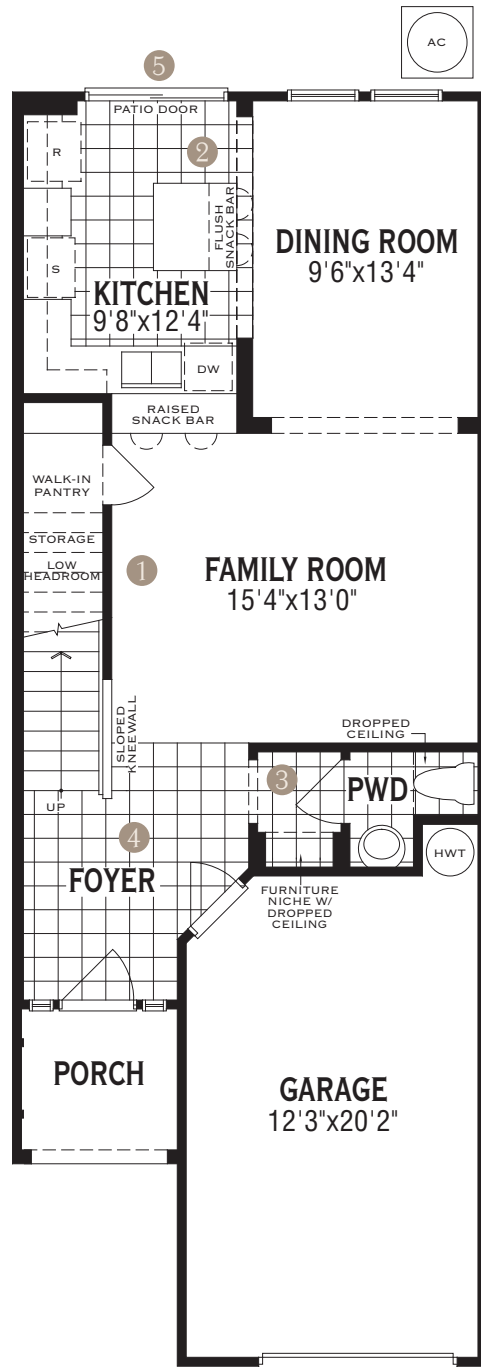 AC
5
PATIO DOOR
R
2
FLUSH
SNACK BAR
DINING ROOM
9'6"x13'4"
S
KITCHEN
9'8"x12'4"
DW
RAISED
SNACK BAR
WALK-IN
PANTRY
STORAGE
LOW
HEADROOM
1
FAMILY ROOM
15'4"x13'0"
SLOPED
KNEEWALL
DROPPED
CEILING
3
PWD
UP
4
HWT
FOYER
FURNITURE
NICHE W/
DROPPED
CEILING
PORCH
GARAGE
12'3"x20'2"